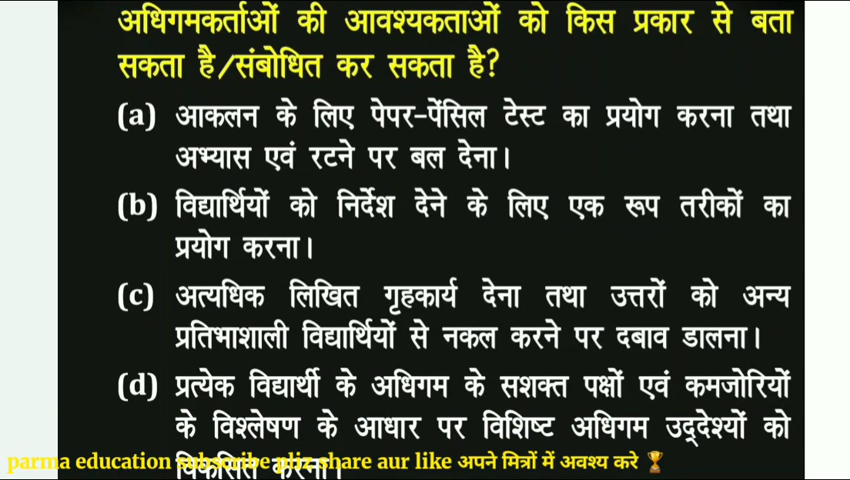 अधिगमकर्ताओं की आवश्यकताओं को किस प्रकार से बता
सकता है/संबोधित कर सकता है?
(a) आकलन के लिए पेपर-पेंसिल टेस्ट का प्रयोग करना तथा
अभ्यास एवं रटने पर बल देना।
(b) विद्यार्थियों को निर्देश देने के लिए एक रूप तरीकों का
प्रयोग करना।
(c) अत्यधिक लिखित गृहकार्य देना तथा उत्तरों को अन्य
प्रतिभाशाली विद्यार्थियों से नकल करने पर दबाव डालना।
(d) प्रत्येक विद्यार्थी के अधिगम के सशक्त पक्षों एवं कमजोरियों
के विश्लेषण के आधार पर विशिष्ट अधिगम उद्देश्यों को
विकसित करना।
parma education subscribe pliz share aur like अपने मित्रों में अवश्य करे 🏆